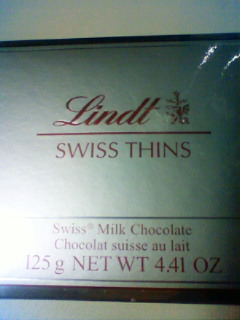 Lindt
SWISS THINS
Swiss® Milk Chocolate
Chocolat suisse au lait
125 g NET WT 4.41 OZ